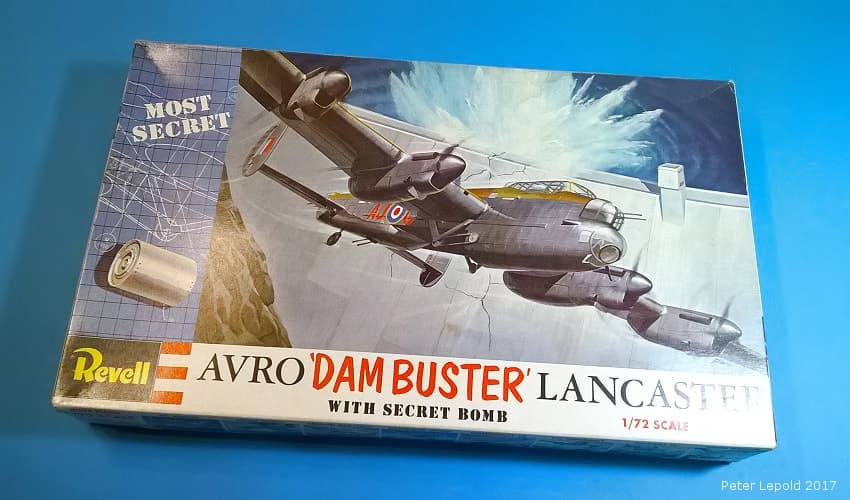 MOST
SECRET
AJ G
Revell
AVRO 'DAM BUSTER' LANCASTER
WITH SECRET BOMB
1/72 SCALE
Peter Lepold 2017